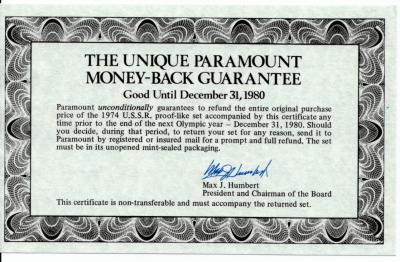 THE UNIQUE PARAMOUNT
MONEY-BACK GUARANTEE
Good Until December 31, 1980
Paramount unconditionally guarantees to refund the entire original purchase
price of the 1974 U.S.S.R. proof-like set accompanied by this certificate any
time prior to the end of the next Olympic year – December 31, 1980. Should
you decide, during that period, to return your set for any reason, send it to
Paramount by registered or insured mail for a prompt and full refund. The set
must be in its unopened mint-sealed packaging.
Max J. Humbert
Max J. Humbert
President and Chairman of the Board
This certificate is non-transferable and must accompany the returned set.